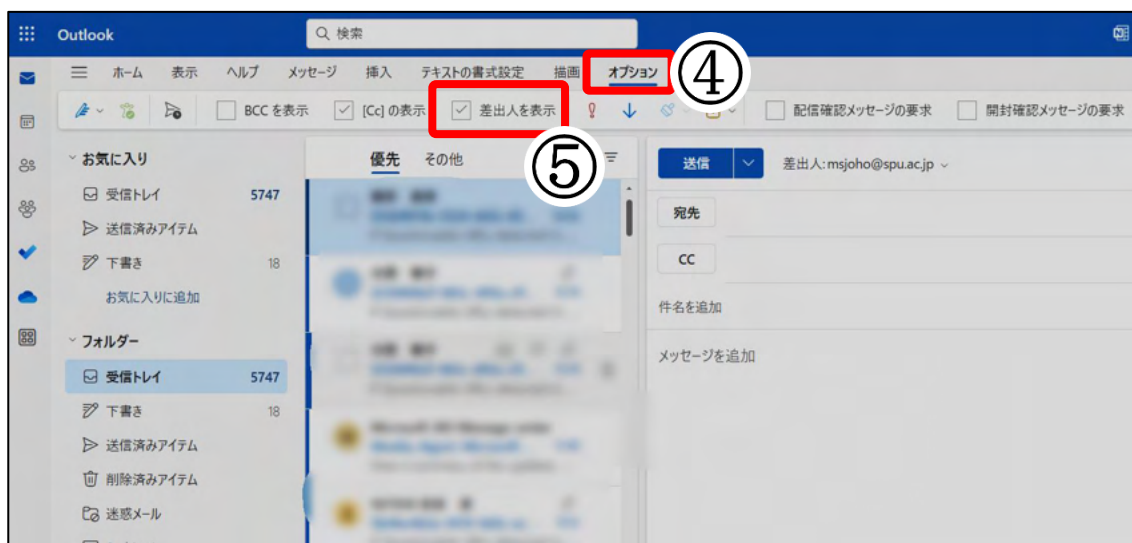 Outlook
検索
ホーム 表示 ヘルプ メッセージ 挿入 テキストの書式設定 描画 オプション ④
BCC を表示 [Cc] の表示 差出人を表示 配信確認メッセージの要求 開封確認メッセージの要求
⑤
お気に入り
受信トレイ 5747
送信済みアイテム
下書き 18
お気に入りに追加
フォルダー
受信トレイ 5747
下書き 18
送信済みアイテム
削除済みアイテム
迷惑メール
優先 その他
送信 差出人: msjoho@spu.ac.jp
宛先
CC
件名を追加
メッセージを追加